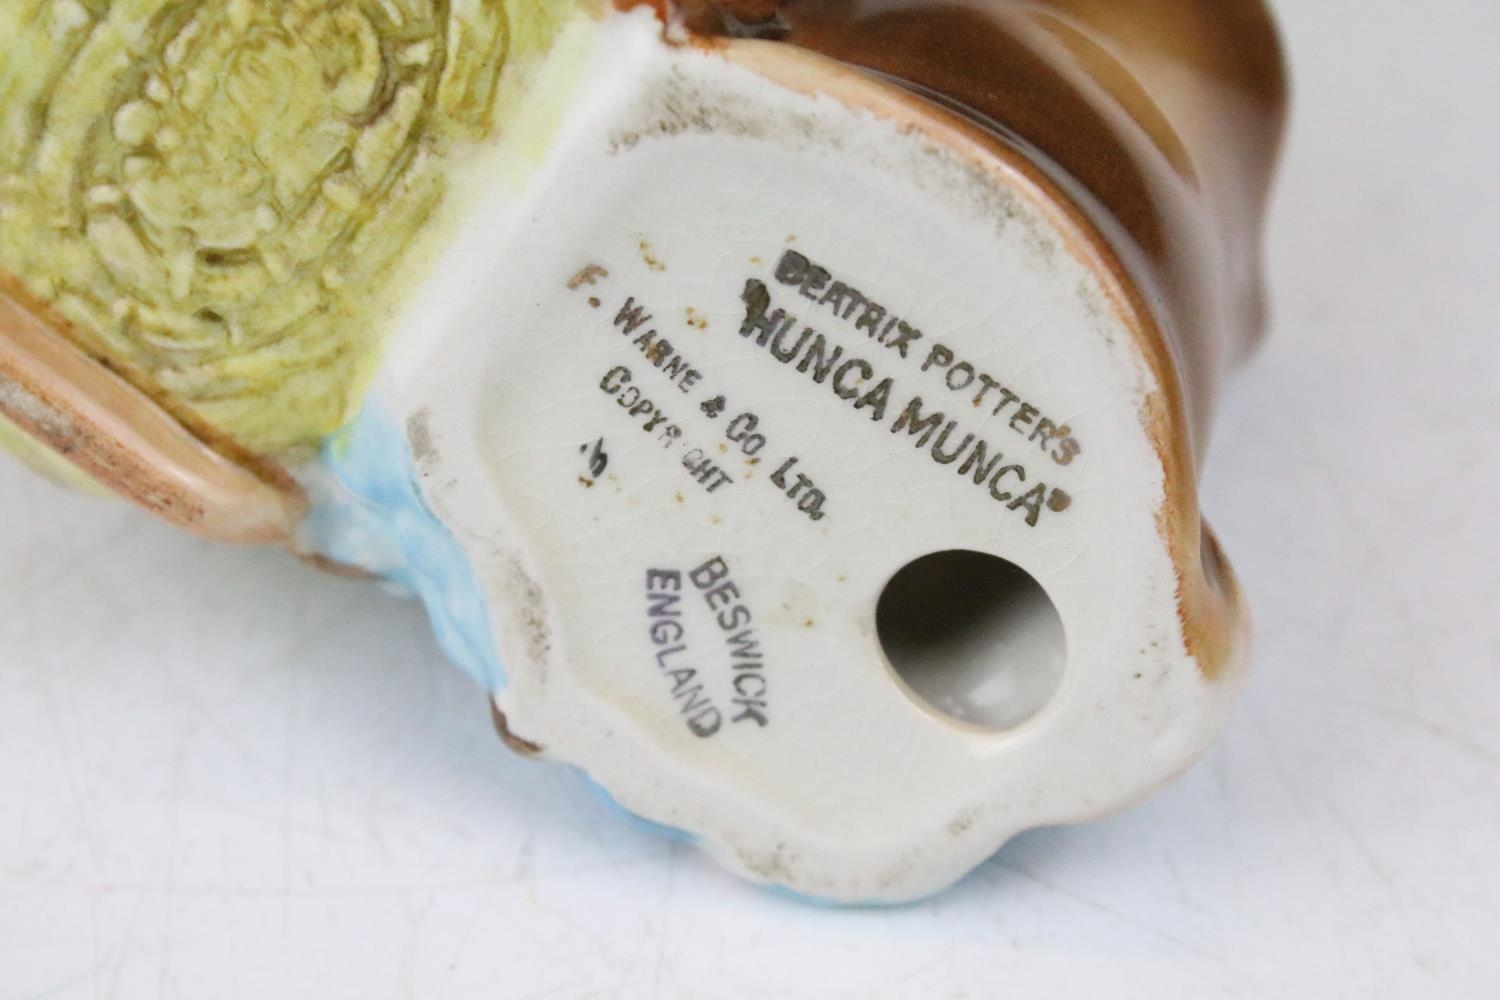 BEATRIX POTTER'S
"HUNCA MUNCA"
F. WARNE & CO. LTD.
COPYRIGHT
BESWICK
ENGLAND